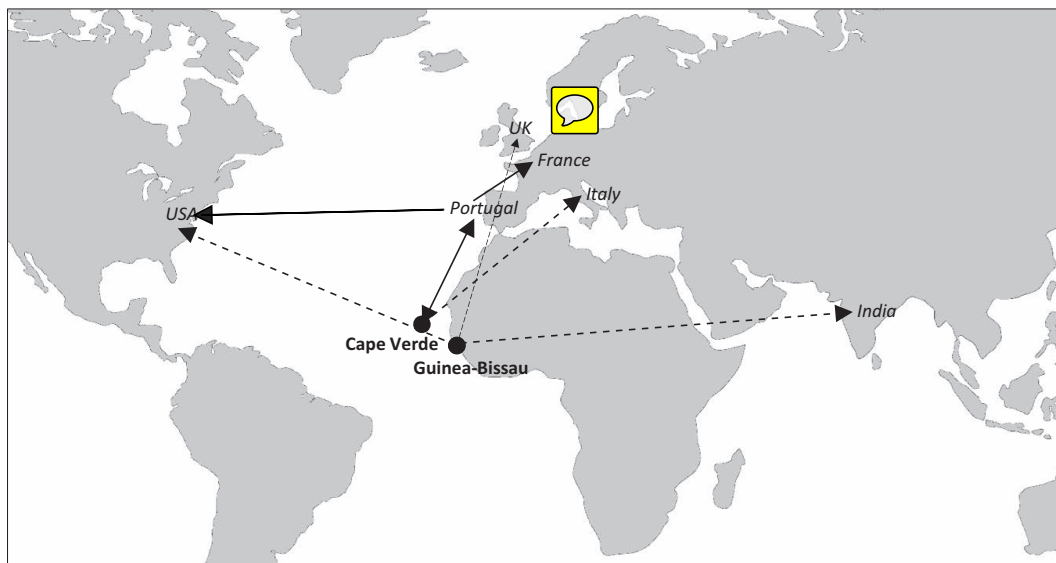 UK
France
Italy
USA
Portugal
India
Cape Verde
Guinea-Bissau